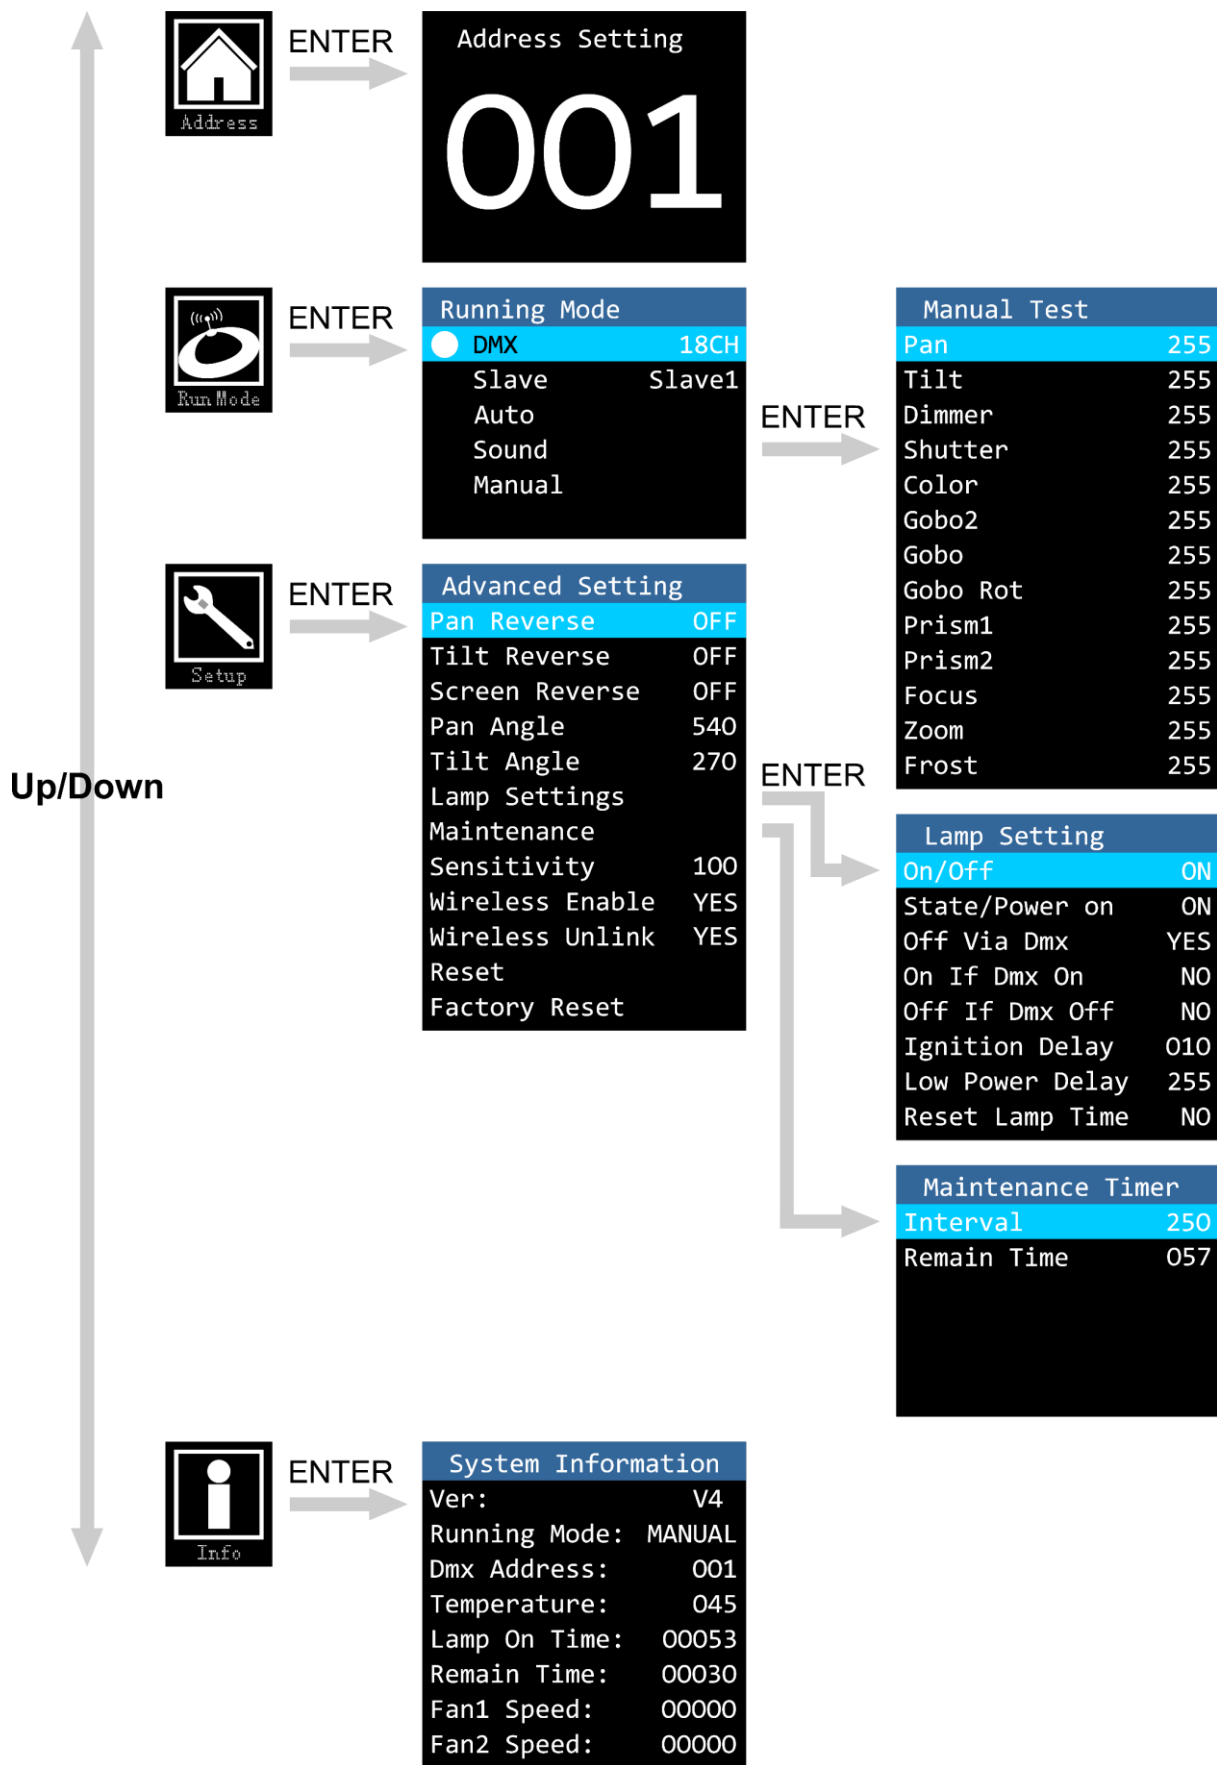 ENTER
Address
Address Setting
001
ENTER
Run Mode
Running Mode
DMX 18CH
Slave Slave1
Auto
Sound
Manual
ENTER
Manual Test
Pan 255
Tilt 255
Dimmer 255
Shutter 255
Color 255
Gobo2 255
Gobo 255
Gobo Rot 255
Prism1 255
Prism2 255
Focus 255
Zoom 255
Frost 255
ENTER
Setup
Advanced Setting
Pan Reverse OFF
Tilt Reverse OFF
Screen Reverse OFF
Pan Angle 540
Tilt Angle 270
Lamp Settings
Maintenance
Sensitivity 100
Wireless Enable YES
Wireless Unlink YES
Reset
Factory Reset
Up/Down
ENTER
Lamp Setting
On/Off ON
State/Power on ON
Off Via Dmx YES
On If Dmx On NO
Off If Dmx Off NO
Ignition Delay 010
Low Power Delay 255
Reset Lamp Time NO
Maintenance Timer
Interval 250
Remain Time 057
ENTER
Info
System Information
Ver: V4
Running Mode: MANUAL
Dmx Address: 001
Temperature: 045
Lamp On Time: 00053
Remain Time: 00030
Fan1 Speed: 00000
Fan2 Speed: 00000